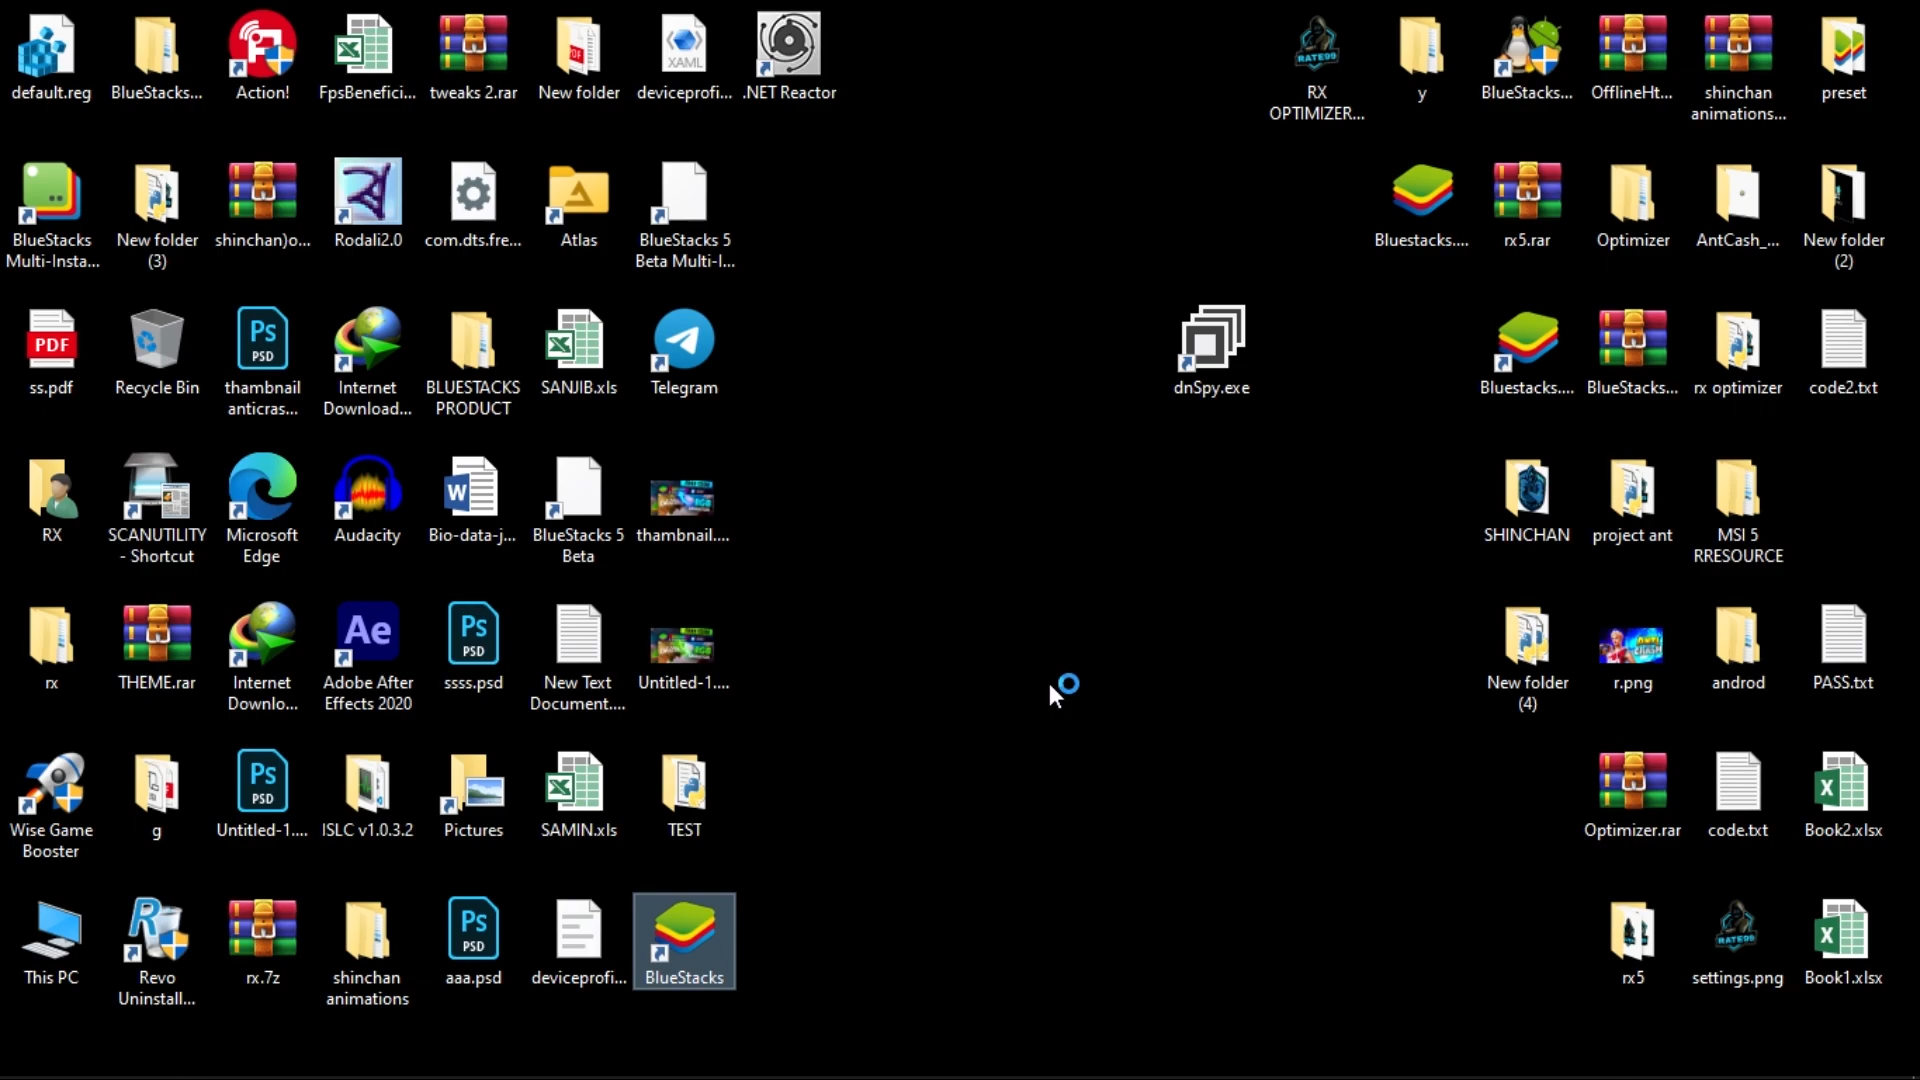 default.reg
BlueStacks...
Action!
FpsBenefici...
tweaks 2.rar
New folder
deviceprofi...
.NET Reactor
RX
OPTIMIZER...
y
BlueStacks...
OfflineHt...
shinchan
animations...
preset
BlueStacks
Multi-Insta...
New folder
(3)
shinchan)o...
Rodali2.0
com.dts.fre...
Atlas
BlueStacks 5
Beta Multi-I...
Bluestacks....
rx5.rar
Optimizer
AntCash_...
New folder
(2)
ss.pdf
Recycle Bin
thambnail
anticras...
Internet
Download...
BLUESTACKS
PRODUCT
SANJIB.xls
Telegram
dnSpy.exe
Bluestacks....
BlueStacks...
rx optimizer
code2.txt
RX
SCANUTILITY
- Shortcut
Microsoft
Edge
Audacity
Bio-data-j...
BlueStacks 5
Beta
thambnail....
SHINCHAN
project ant
MSI 5
RRESOURCE
rx
THEME.rar
Internet
Downlo...
Adobe After
Effects 2020
ssss.psd
New Text
Document....
Untitled-1....
New folder
(4)
r.png
androd
PASS.txt
Wise Game
Booster
g
Untitled-1....
ISLC v1.0.3.2
Pictures
SAMIN.xls
TEST
Optimizer.rar
code.txt
Book2.xlsx
This PC
Revo
Uninstall...
rx.7z
shinchan
animations
aaa.psd
deviceprofi...
BlueStacks
rx5
settings.png
Book1.xlsx